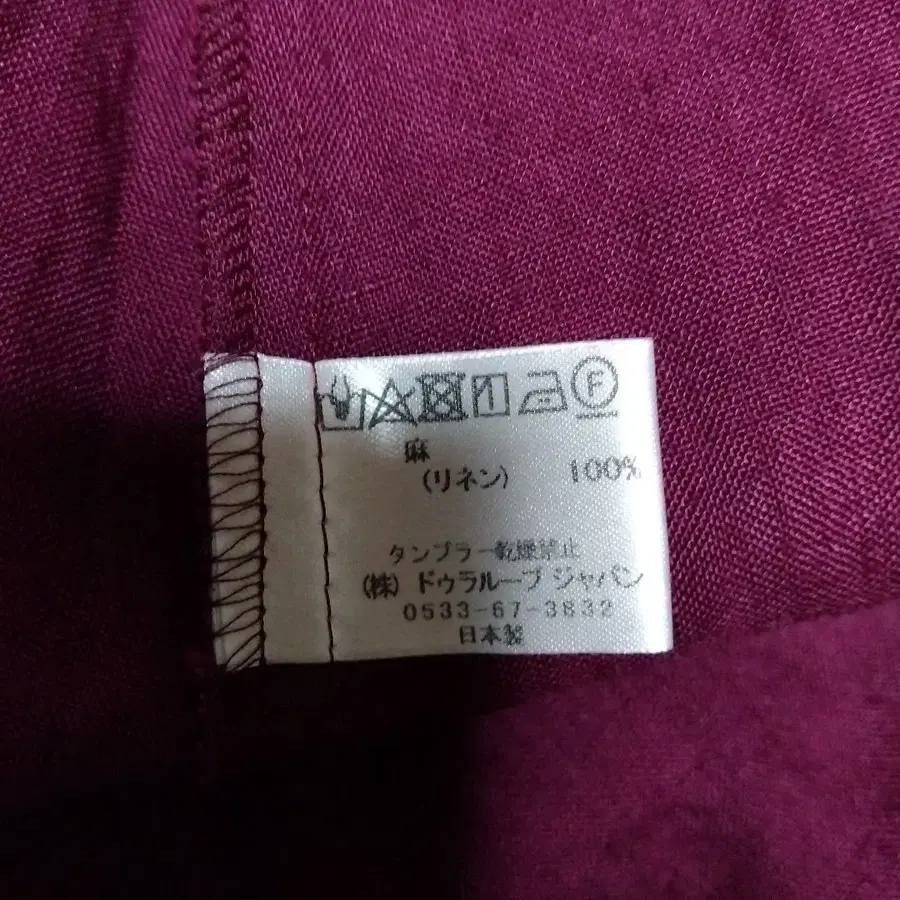 F
麻
(リネン) 100%
タンブラー乾燥禁止
(株) ドゥラループ ジャパン
0533-67-3832
日本製